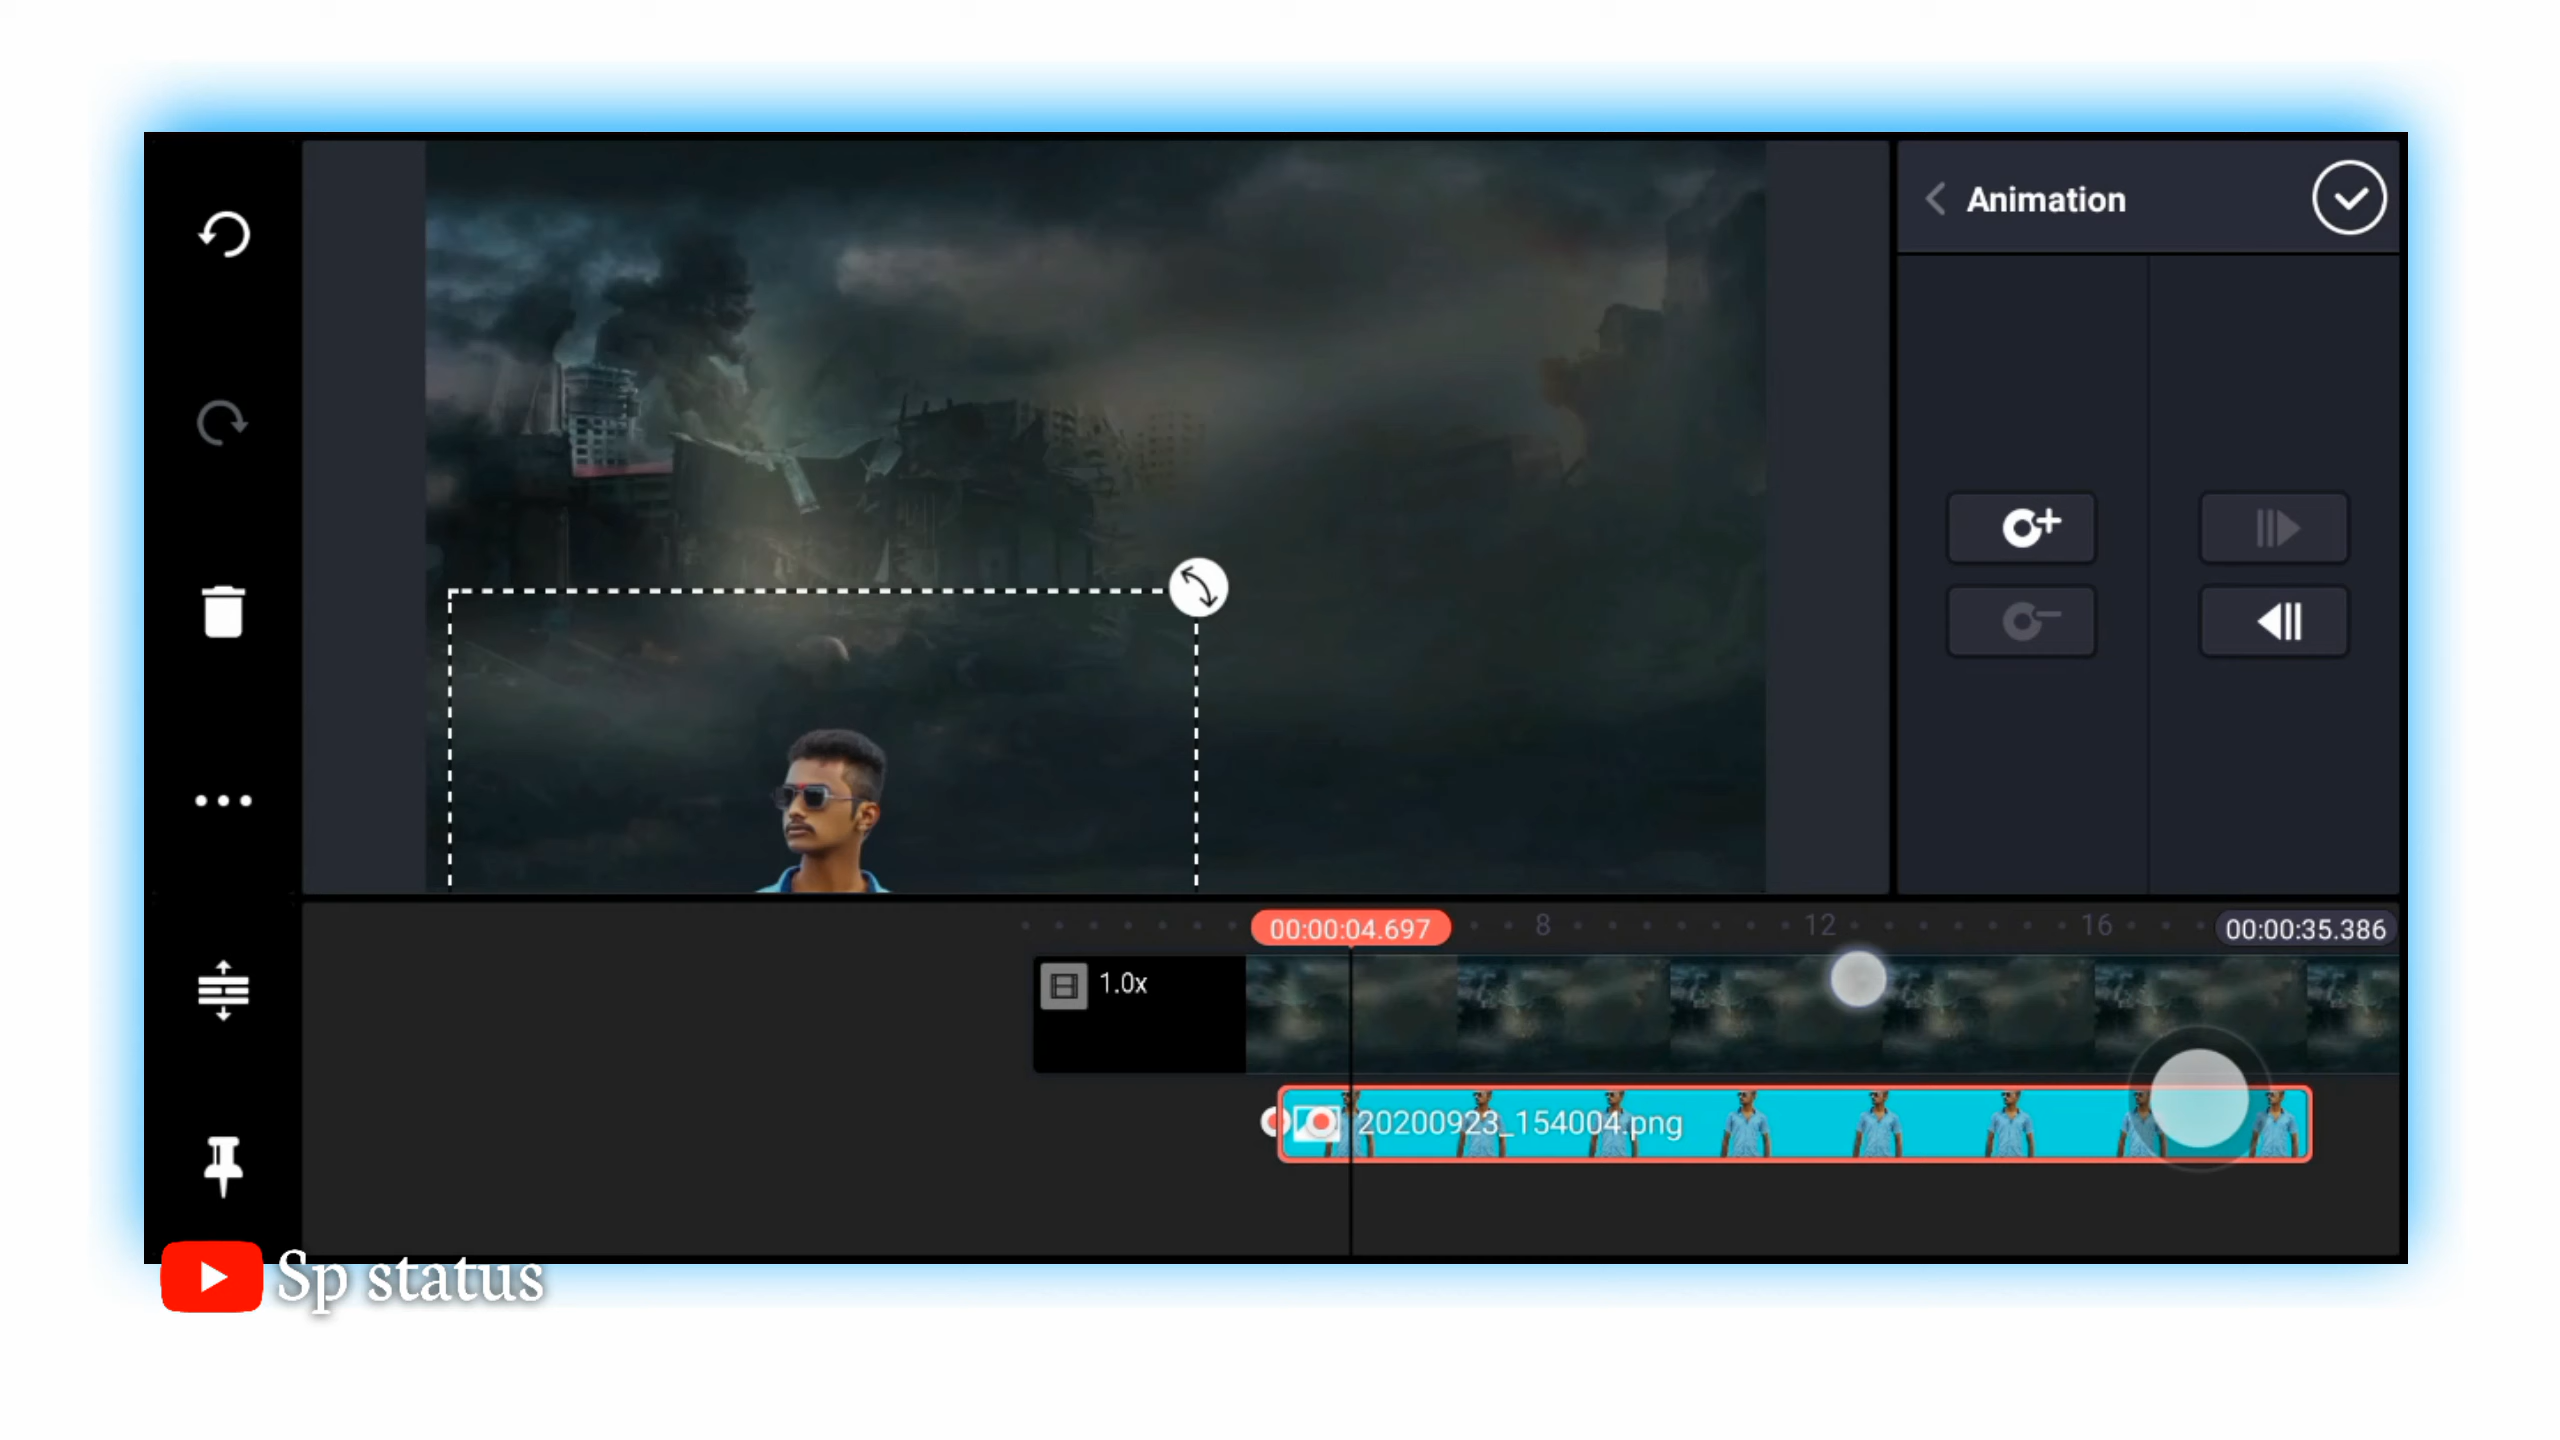 Animation
00:00:04.697
8
12
16
00:00:35.386
1.0x
20200923_154004.png
Sp status